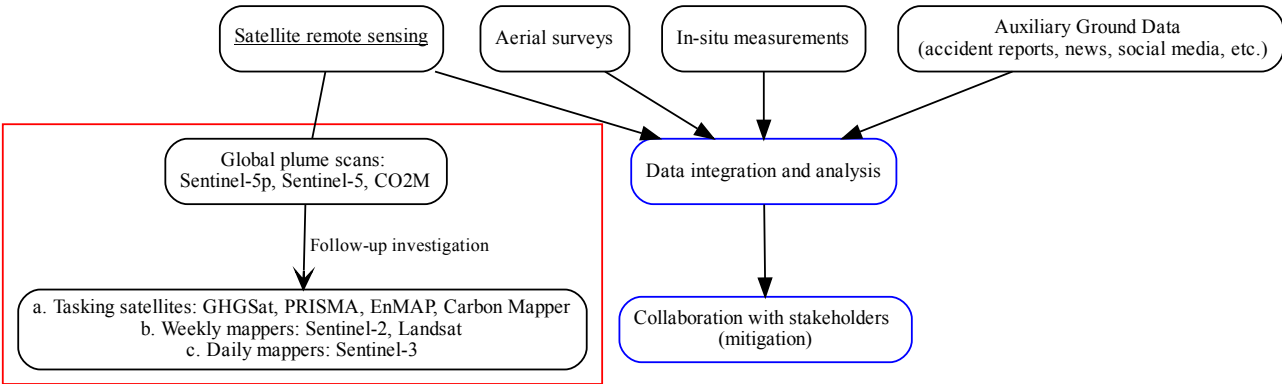 Satellite remote sensing
Aerial surveys
In-situ measurements
Auxiliary Ground Data
(accident reports, news, social media, etc.)
Global plume scans:
Sentinel-5p, Sentinel-5, CO2M
Data integration and analysis
Follow-up investigation
a. Tasking satellites: GHGSat, PRISMA, EnMAP, Carbon Mapper
b. Weekly mappers: Sentinel-2, Landsat
c. Daily mappers: Sentinel-3
Collaboration with stakeholders
(mitigation)